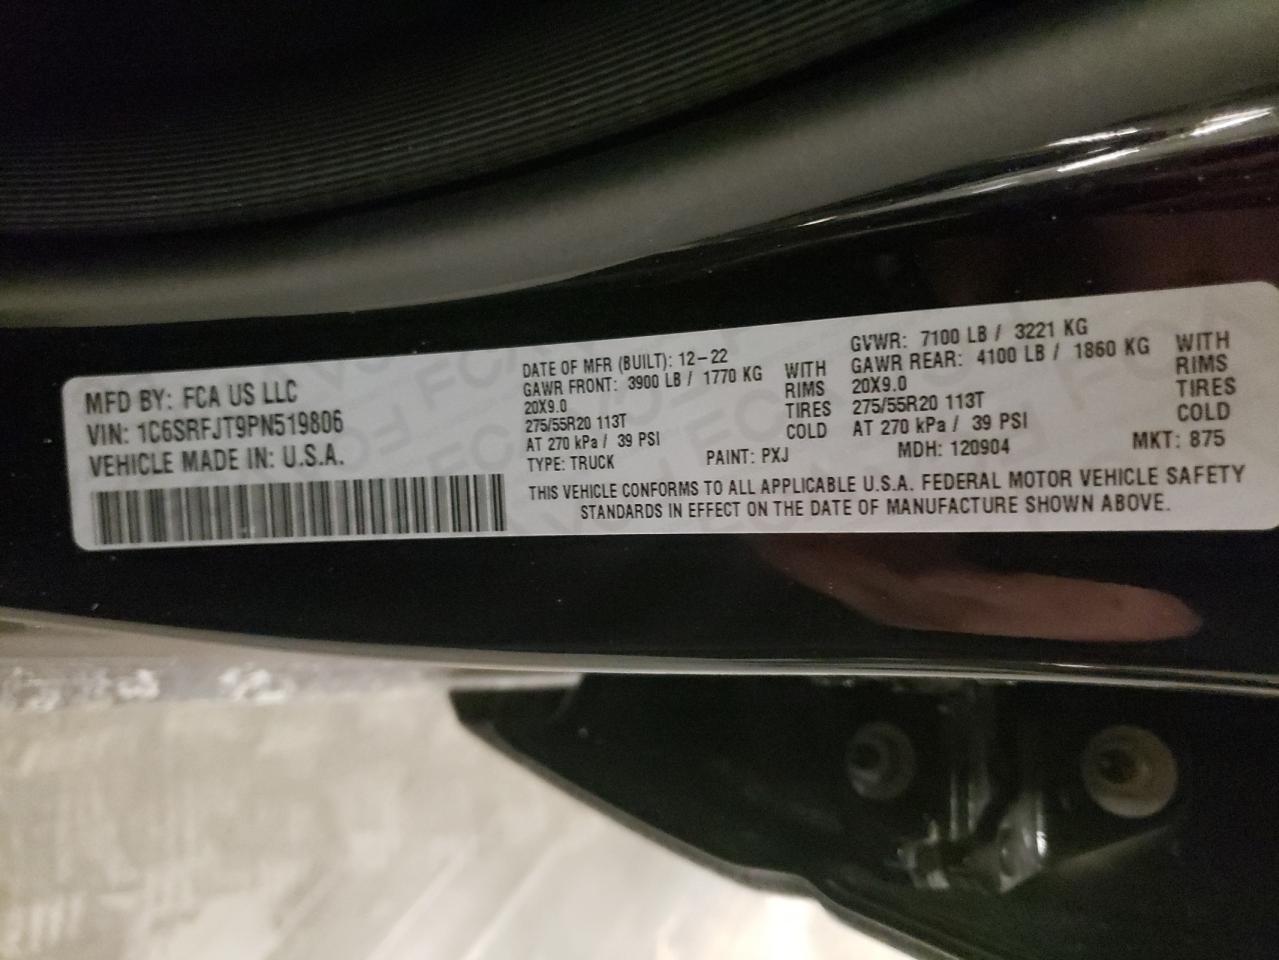 MFD BY: FCA US LLC
VIN: 1C6SRFJT9PN519806
VEHICLE MADE IN: U.S.A.
DATE OF MFR (BUILT): 12-22
GAWR FRONT: 3900 LB / 1770 KG WITH
20X9.0 RIMS
275/55R20 113T TIRES
AT 270 kPa / 39 PSI COLD
TYPE: TRUCK PAINT: PXJ
GVWR: 7100 LB / 3221 KG
GAWR REAR: 4100 LB / 1860 KG WITH
20X9.0 RIMS
275/55R20 113T TIRES
AT 270 kPa / 39 PSI COLD
MDH: 120904 MKT: 875
THIS VEHICLE CONFORMS TO ALL APPLICABLE U.S.A. FEDERAL MOTOR VEHICLE SAFETY
STANDARDS IN EFFECT ON THE DATE OF MANUFACTURE SHOWN ABOVE.